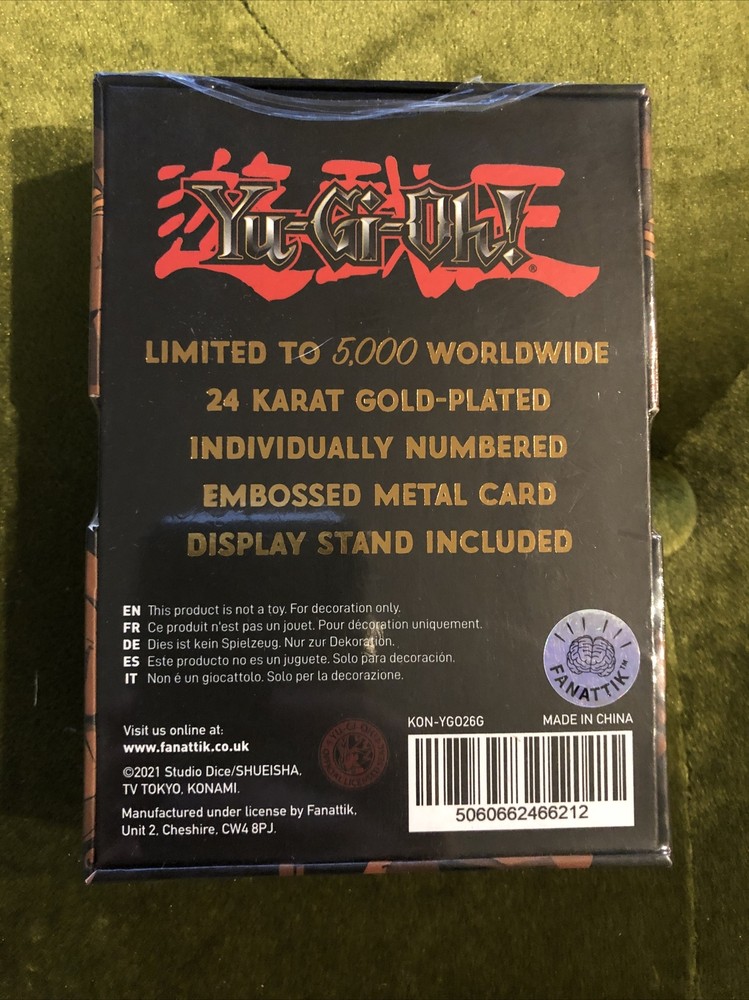 遊戯王
Yu-Gi-Oh!®
LIMITED TO 5,000 WORLDWIDE
24 KARAT GOLD-PLATED
INDIVIDUALLY NUMBERED
EMBOSSED METAL CARD
DISPLAY STAND INCLUDED
EN This product is not a toy. For decoration only.
FR Ce produit n'est pas un jouet. Pour décoration uniquement.
DE Dies ist kein Spielzeug. Nur zur Dekoration.
ES Este producto no es un juguete. Solo para decoración.
IT Non é un giocattolo. Solo per la decorazione.
FANATTIK™
Visit us online at:
www.fanattik.co.uk
©2021 Studio Dice/SHUEISHA,
TV TOKYO, KONAMI.
Manufactured under license by Fanattik,
Unit 2, Cheshire, CW4 8PJ.
KON-YGO26G MADE IN CHINA
5060662466212